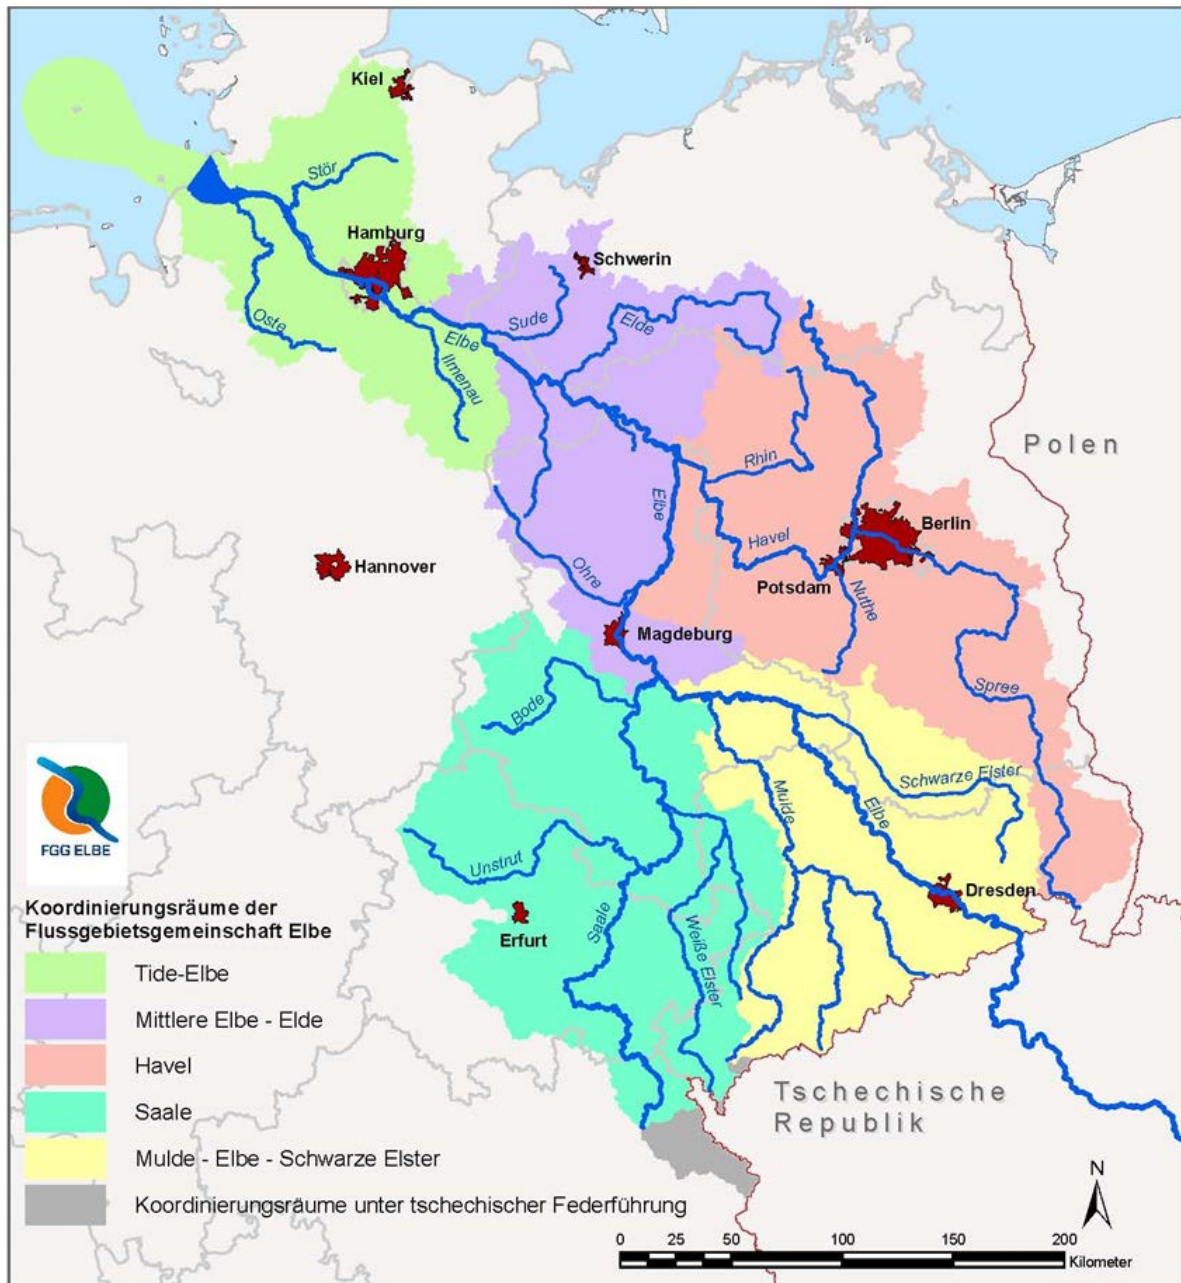 Kiel
Stör
Hamburg
Schwerin
Sude
Elde
Oste
Elbe
Ilmenau
Polen
Rhin
Elbe
Berlin
Havel
Hannover
Ohre
Potsdam
Nuthe
Magdeburg
Spree
Bode
Schwarze Elster
Mulde
Elbe
FGG ELBE
Unstrut
Dresden
Saale
Erfurt
Weiße Elster
Koordinierungsräume der
Flussgebietsgemeinschaft Elbe
Tide-Elbe
Mittlere Elbe - Elde
Havel
Saale
Mulde - Elbe - Schwarze Elster
Koordinierungsräume unter tschechischer Federführung
Tschechische
Republik
N
0 25 50 100 150 200
Kilometer